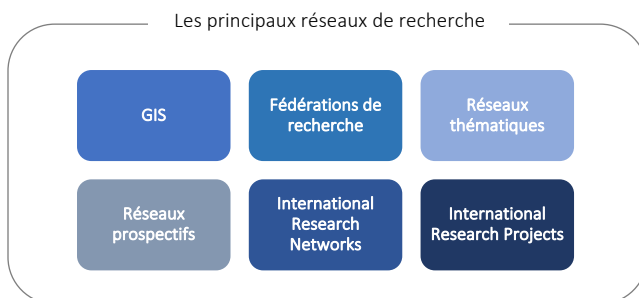 Les principaux réseaux de recherche
GIS
Fédérations de
recherche
Réseaux
thématiques
Réseaux
prospectifs
International
Research
Networks
International
Research Projects